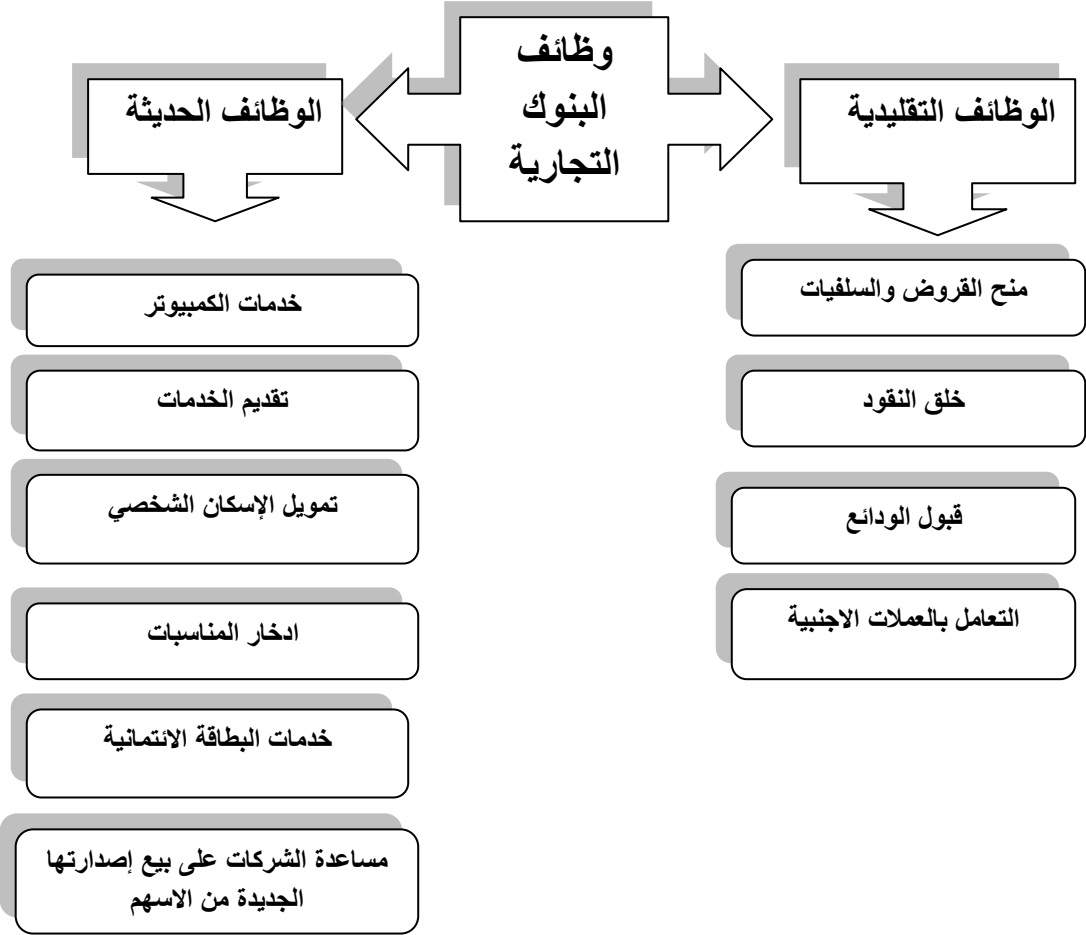 وظائف
البنوك
التجارية
الوظائف التقليدية
منح القروض والسلفيات
خلق النقود
قبول الودائع
التعامل بالعملات الاجنبية
الوظائف الحديثة
خدمات الكمبيوتر
تقديم الخدمات
تمويل الإسكان الشخصي
ادخار المناسبات
خدمات البطاقة الائتمانية
مساعدة الشركات على بيع إصدارتها
الجديدة من الاسهم